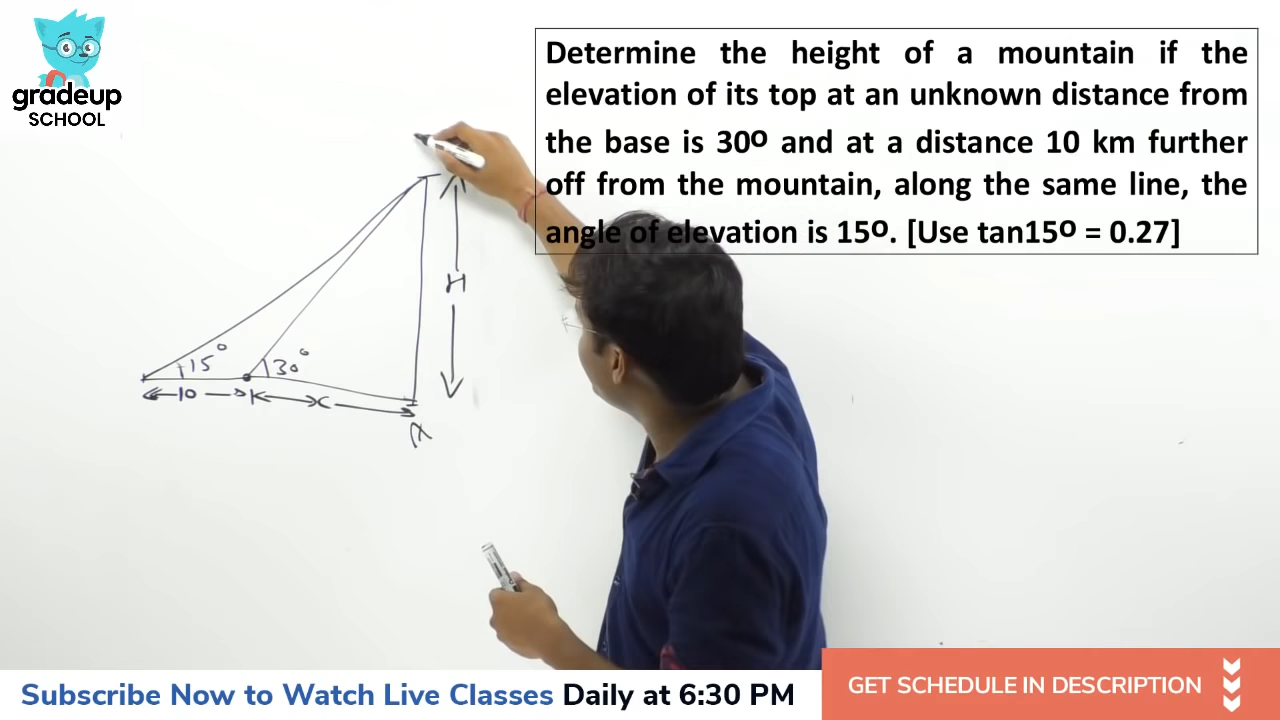 gradeup
SCHOOL
Determine the height of a mountain if the
elevation of its top at an unknown distance from
the base is 30º and at a distance 10 km further
off from the mountain, along the same line, the
angle of elevation is 15º. [Use tan15º = 0.27]
H
15°
30°
10
x
A
Subscribe Now to Watch Live Classes Daily at 6:30 PM
GET SCHEDULE IN DESCRIPTION